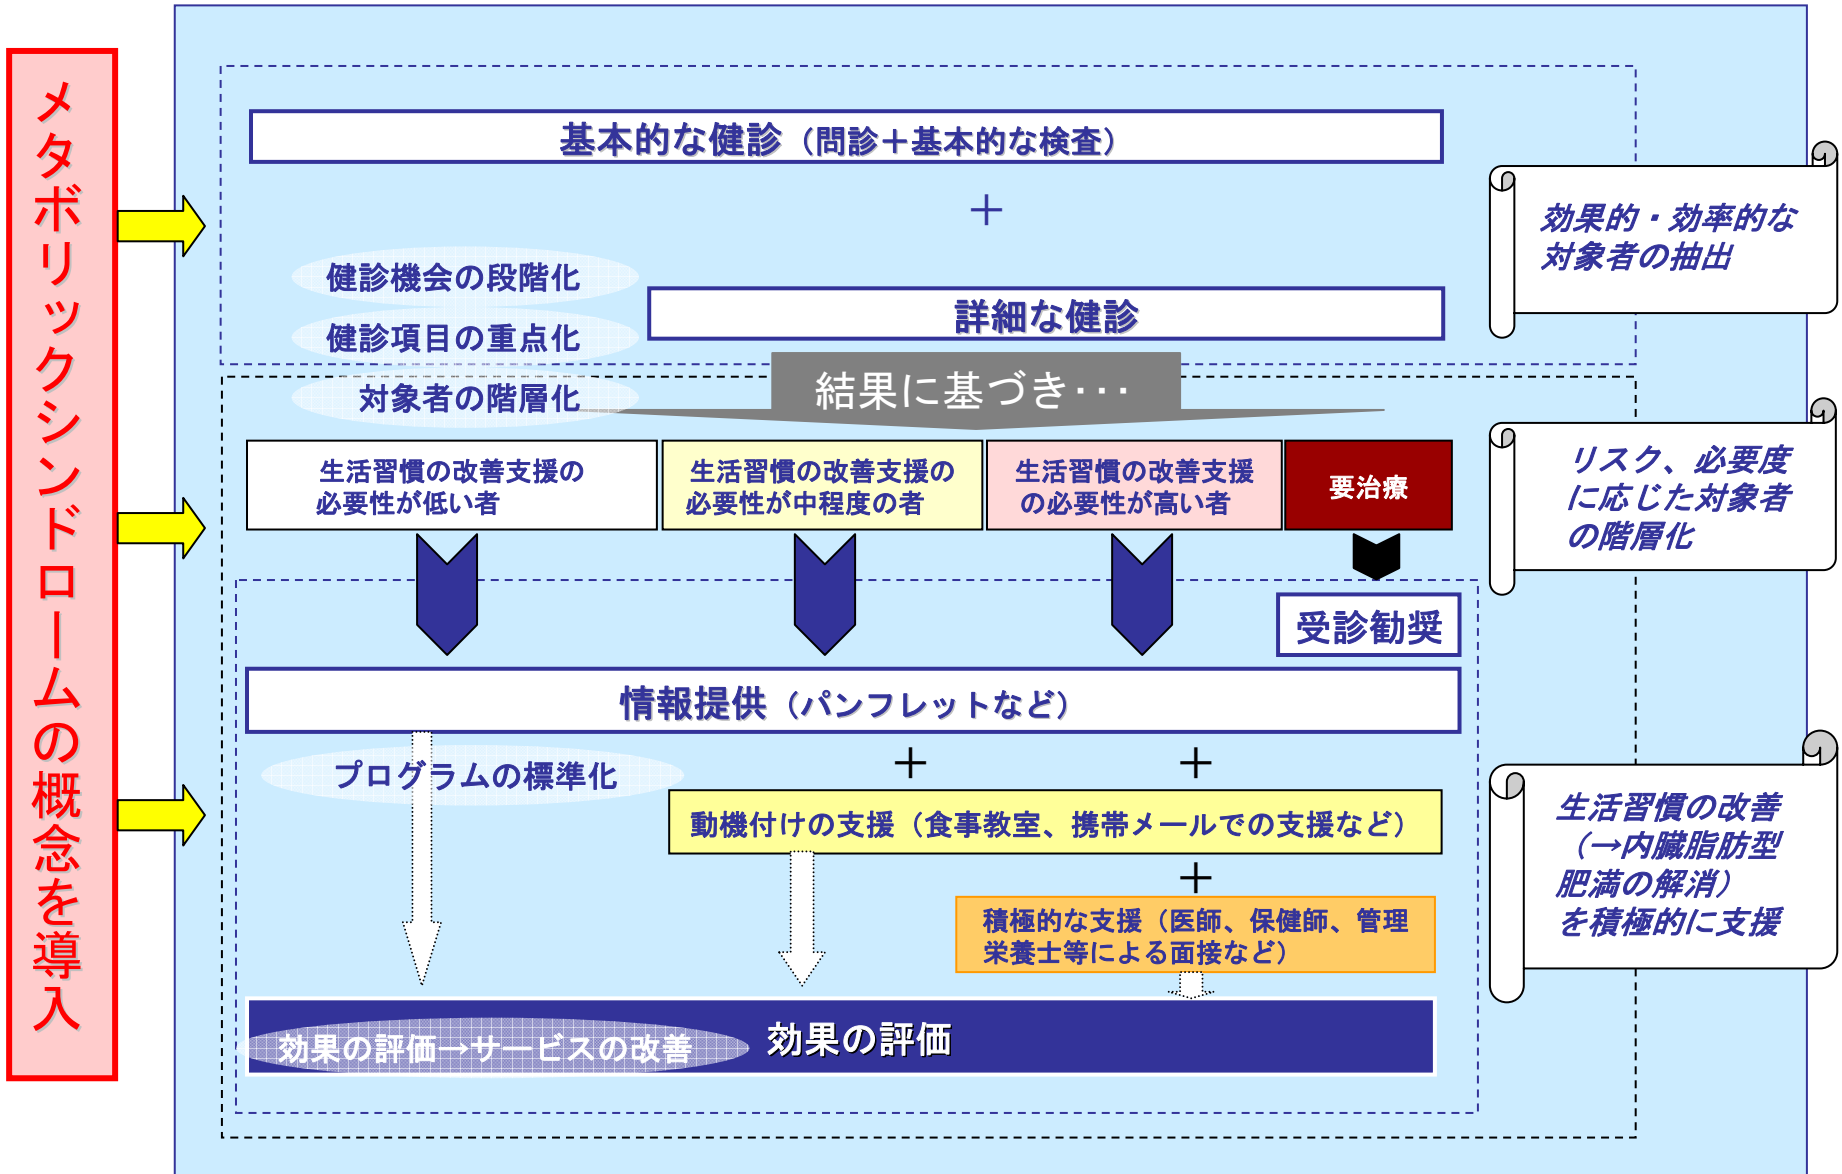 メタボリックシンドロームの概念を導入
基本的な健診（問診＋基本的な検査）
＋
健診機会の段階化
健診項目の重点化
対象者の階層化
詳細な健診
結果に基づき･･･
効果的・効率的な
対象者の抽出
生活習慣の改善支援の
必要性が低い者
生活習慣の改善支援の
必要性が中程度の者
生活習慣の改善支援
の必要性が高い者
要治療
リスク、必要度
に応じた対象者
の階層化
受診勧奨
情報提供（パンフレットなど）
プログラムの標準化
＋
＋
動機付けの支援（食事教室、携帯メールでの支援など）
＋
積極的な支援（医師、保健師、管理
栄養士等による面接など）
生活習慣の改善
（→内臓脂肪型
肥満の解消）
を積極的に支援
効果の評価→サービスの改善
効果の評価